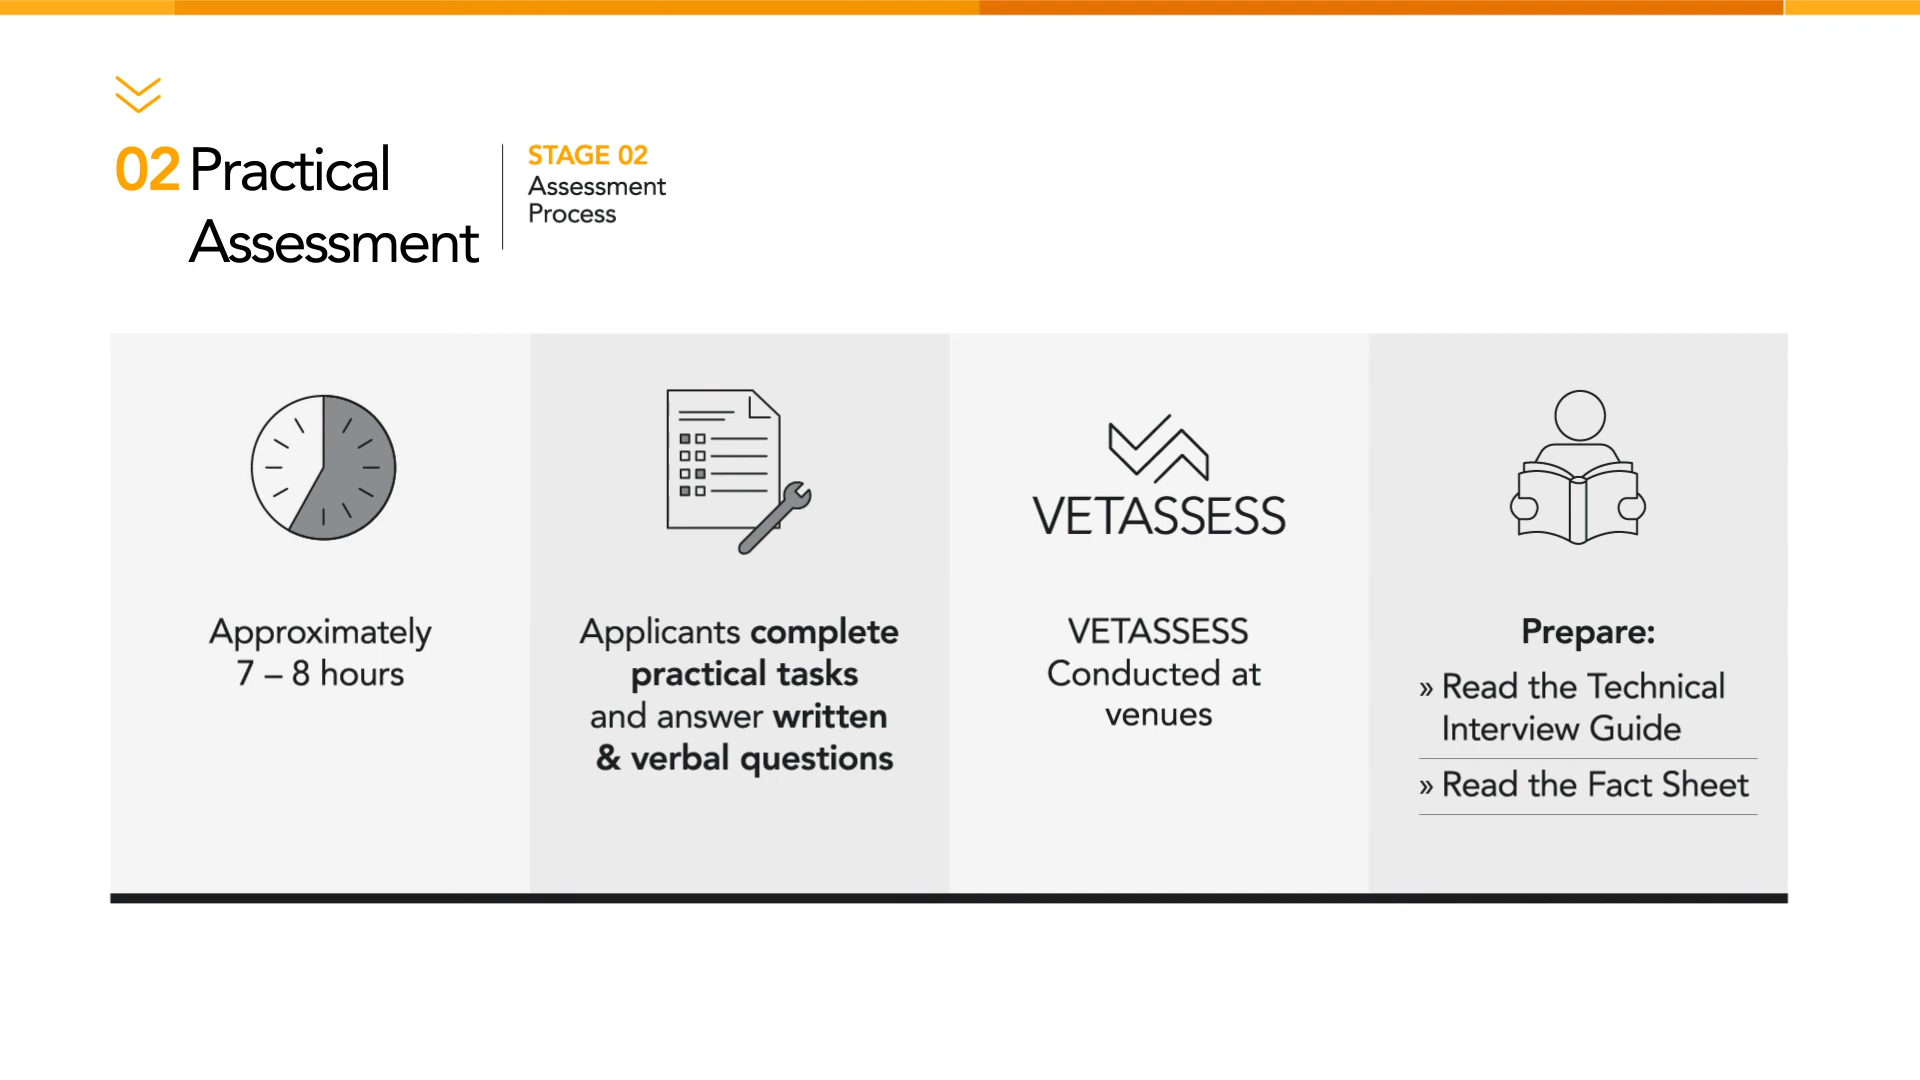 02 Practical
Assessment
STAGE 02
Assessment
Process
Approximately
7 – 8 hours
Applicants complete
practical tasks
and answer written
& verbal questions
VETASSESS
VETASSESS
Conducted at
venues
Prepare:
» Read the Technical
Interview Guide
» Read the Fact Sheet